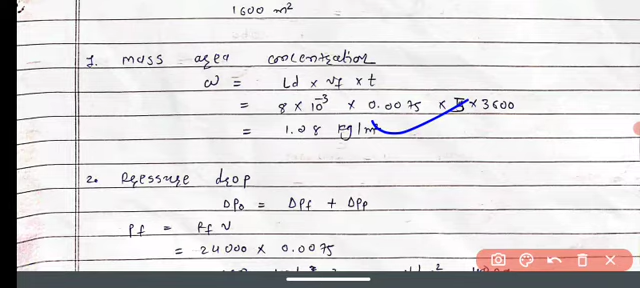 1600 m²
1. mass area concentration
ω = Ld × Vf × t
= 8 × 10⁻³ × 0.0075 × 5 × 3600
= 1.08 kg/m²
2. Pressure drop
ΔP₀ = ΔPf + ΔPp
Pf = Rf V
= 24000 × 0.0075